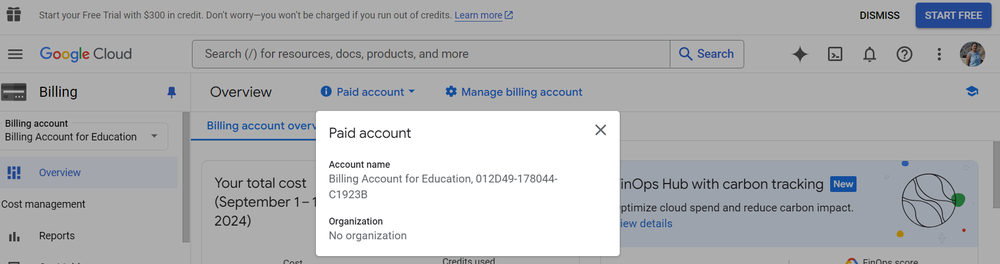 Start your Free Trial with $300 in credit. Don’t worry—you won’t be charged if you run out of credits. Learn more
DISMISS
START FREE
Google Cloud
Search (/) for resources, docs, products, and more
Search
Billing
Overview
Paid account
Manage billing account
Billing account
Billing Account for Education
Overview
Cost management
Reports
Billing account overv
Your total cost
(September 1 – 1
2024)
Cost
Credits used
Paid account
Account name
Billing Account for Education, 012D49-178044-
C1923B
Organization
No organization
inOps Hub with carbon tracking New
ptimize cloud spend and reduce carbon impact.
iew details
FinOps score